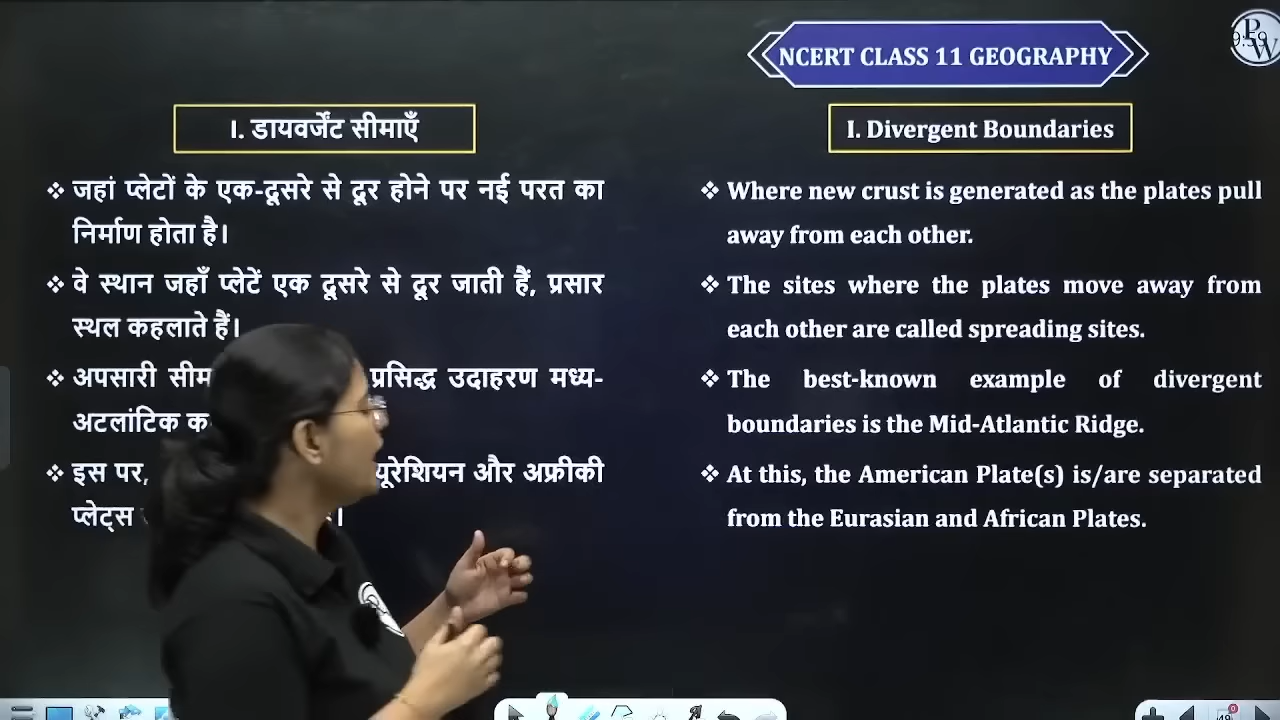 NCERT CLASS 11 GEOGRAPHY
PW
I. डायवर्जेंट सीमाएँ
❖ जहां प्लेटों के एक-दूसरे से दूर होने पर नई परत का
निर्माण होता है।
❖ वे स्थान जहाँ प्लेटें एक दूसरे से दूर जाती हैं, प्रसार
स्थल कहलाते हैं।
❖ अपसारी प्रसिद्ध उदाहरण मध्य-
अटलांटिक
❖ इस पर, यूरेशियन और अफ्रीकी
प्लेट्स
I. Divergent Boundaries
❖ Where new crust is generated as the plates pull
away from each other.
❖ The sites where the plates move away from
each other are called spreading sites.
❖ The best-known example of divergent
boundaries is the Mid-Atlantic Ridge.
❖ At this, the American Plate(s) is/are separated
from the Eurasian and African Plates.